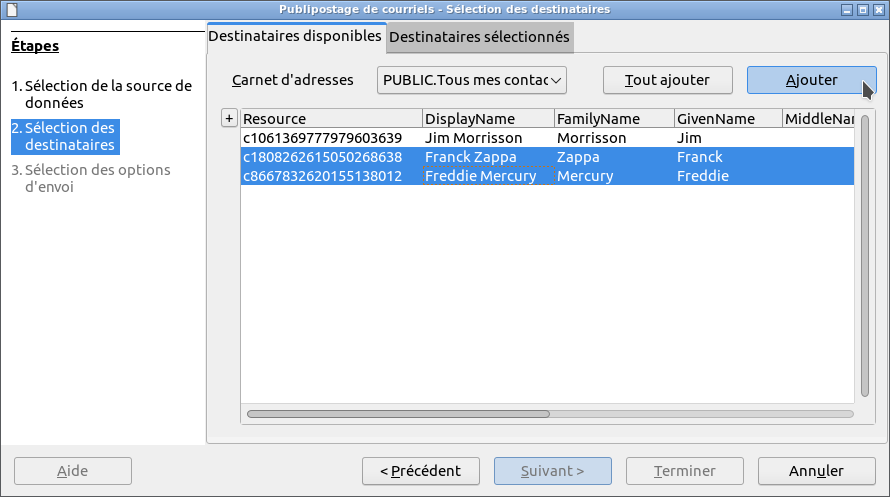 Publipostage de courriels - Sélection des destinataires
Étapes
1. Sélection de la source de
données
2. Sélection des
destinataires
3. Sélection des options
d'envoi
Destinataires disponibles
Destinataires sélectionnés
Carnet d'adresses
PUBLIC.Tous mes contac
Tout ajouter
Ajouter
+
Resource DisplayName FamilyName GivenName MiddleNar
c1061369777979603639 Jim Morrisson Morrisson Jim
c1808262615050268638 Franck Zappa Zappa Franck
c8667832620155138012 Freddie Mercury Mercury Freddie
Aide
< Précédent
Suivant >
Terminer
Annuler